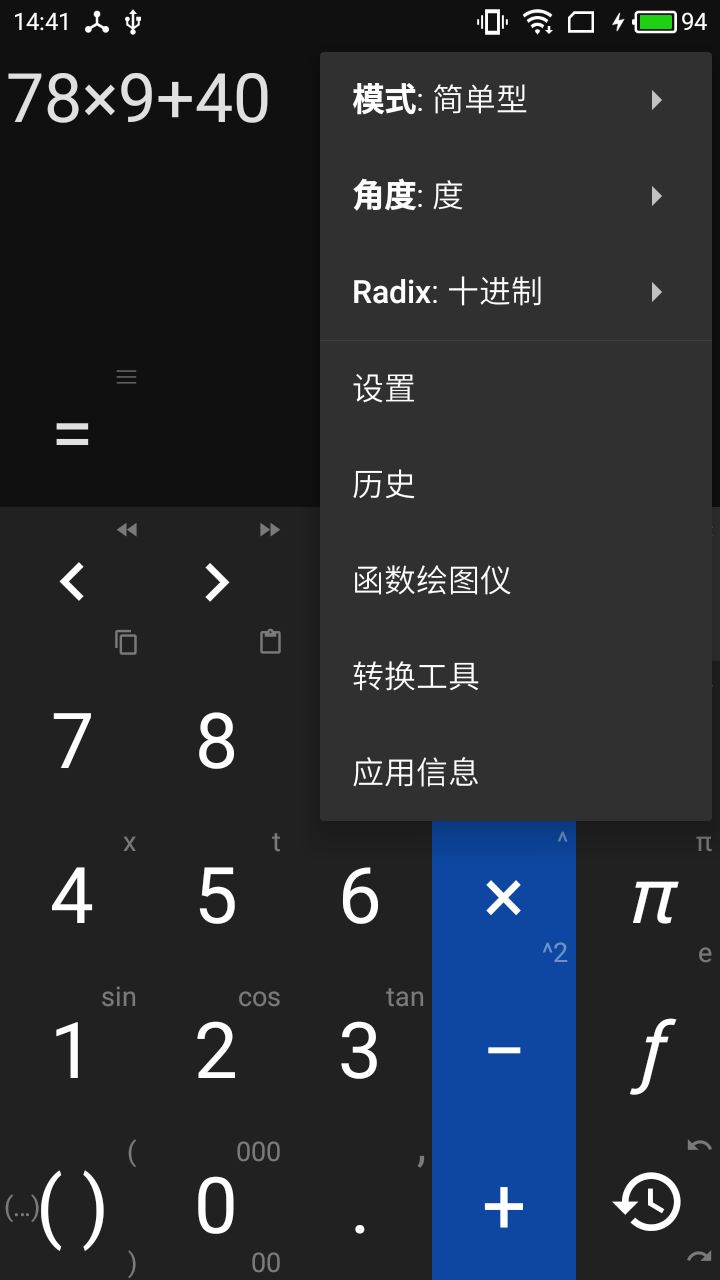 14:41
94
78×9+40
模式: 简单型
角度: 度
Radix: 十进制
=
设置
历史
函数绘图仪
转换工具
应用信息
< >
7 8
x t ^ π
4 5 6 × π
^2 e
sin cos tan
1 2 3 − f
( 000 ,
(...) ( ) 0 . +
) 00